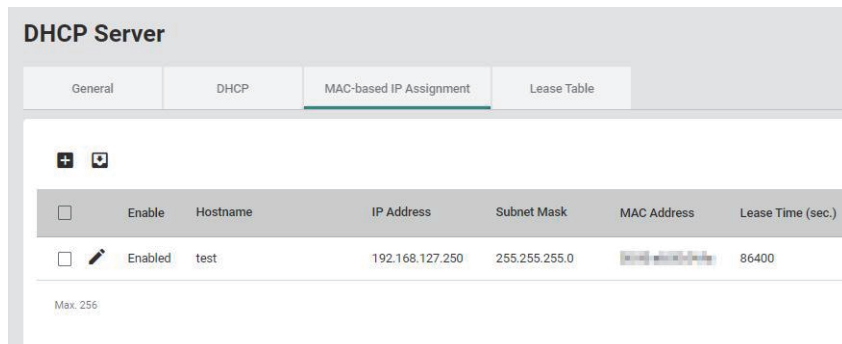 DHCP Server
General DHCP MAC-based IP Assignment Lease Table
Enable Hostname IP Address Subnet Mask MAC Address Lease Time (sec.)
Enabled test 192.168.127.250 255.255.255.0 86400
Max. 256